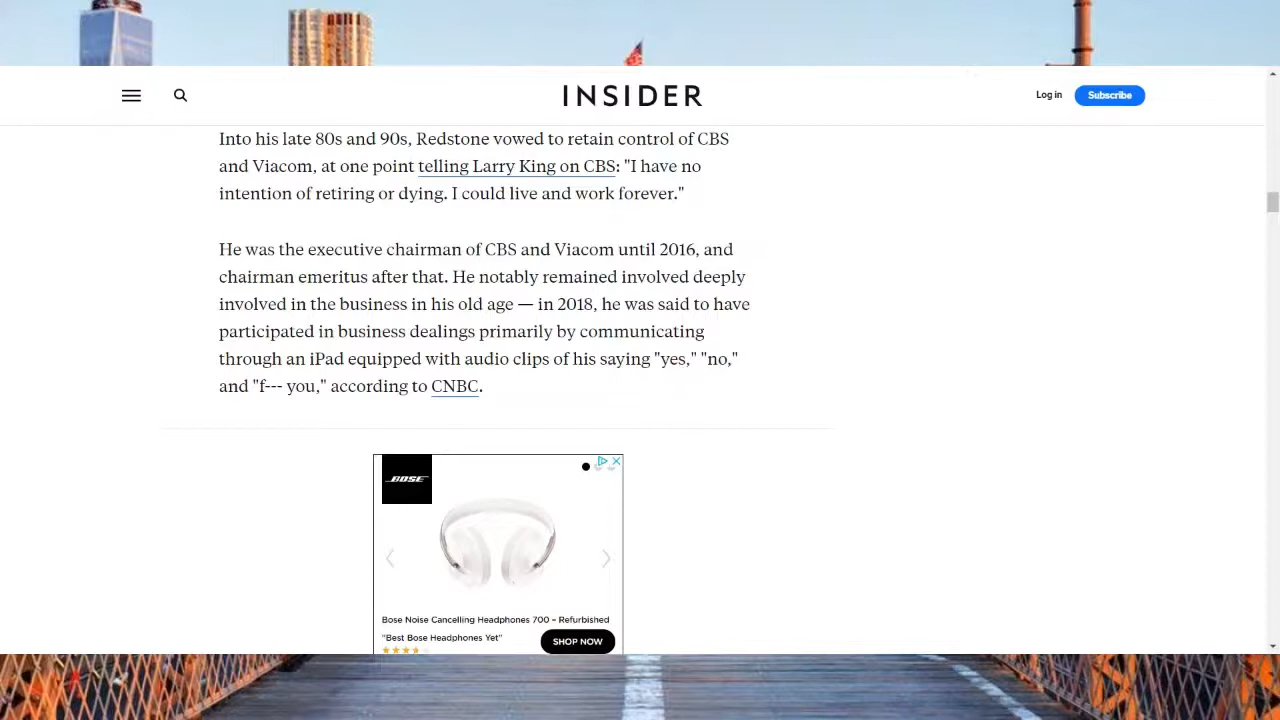 INSIDER
Log in
Subscribe
Into his late 80s and 90s, Redstone vowed to retain control of CBS
and Viacom, at one point telling Larry King on CBS: "I have no
intention of retiring or dying. I could live and work forever."
He was the executive chairman of CBS and Viacom until 2016, and
chairman emeritus after that. He notably remained involved deeply
involved in the business in his old age — in 2018, he was said to have
participated in business dealings primarily by communicating
through an iPad equipped with audio clips of his saying "yes," "no,"
and "f--- you," according to CNBC.
BOSE
Bose Noise Cancelling Headphones 700 – Refurbished
"Best Bose Headphones Yet"
SHOP NOW